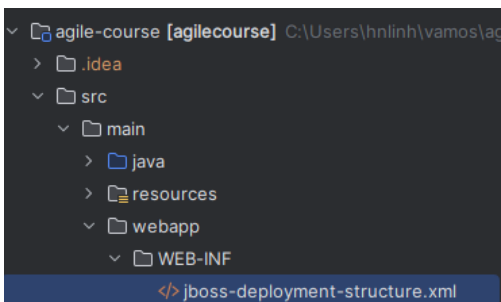 agile-course [agilecourse] C:\Users\hnlinh\vamos\ag
.idea
src
main
java
resources
webapp
WEB-INF
</> jboss-deployment-structure.xml